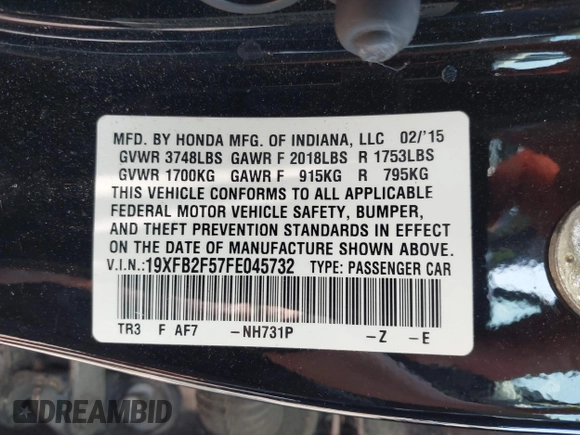 MFD. BY HONDA MFG. OF INDIANA, LLC 02/'15
GVWR 3748LBS GAWR F 2018LBS R 1753LBS
GVWR 1700KG GAWR F 915KG R 795KG
THIS VEHICLE CONFORMS TO ALL APPLICABLE
FEDERAL MOTOR VEHICLE SAFETY, BUMPER,
AND THEFT PREVENTION STANDARDS IN EFFECT
ON THE DATE OF MANUFACTURE SHOWN ABOVE.
V.I.N.:19XFB2F57FE045732 TYPE: PASSENGER CAR
TR3 F AF7 -NH731P -Z -E
DREAMBID